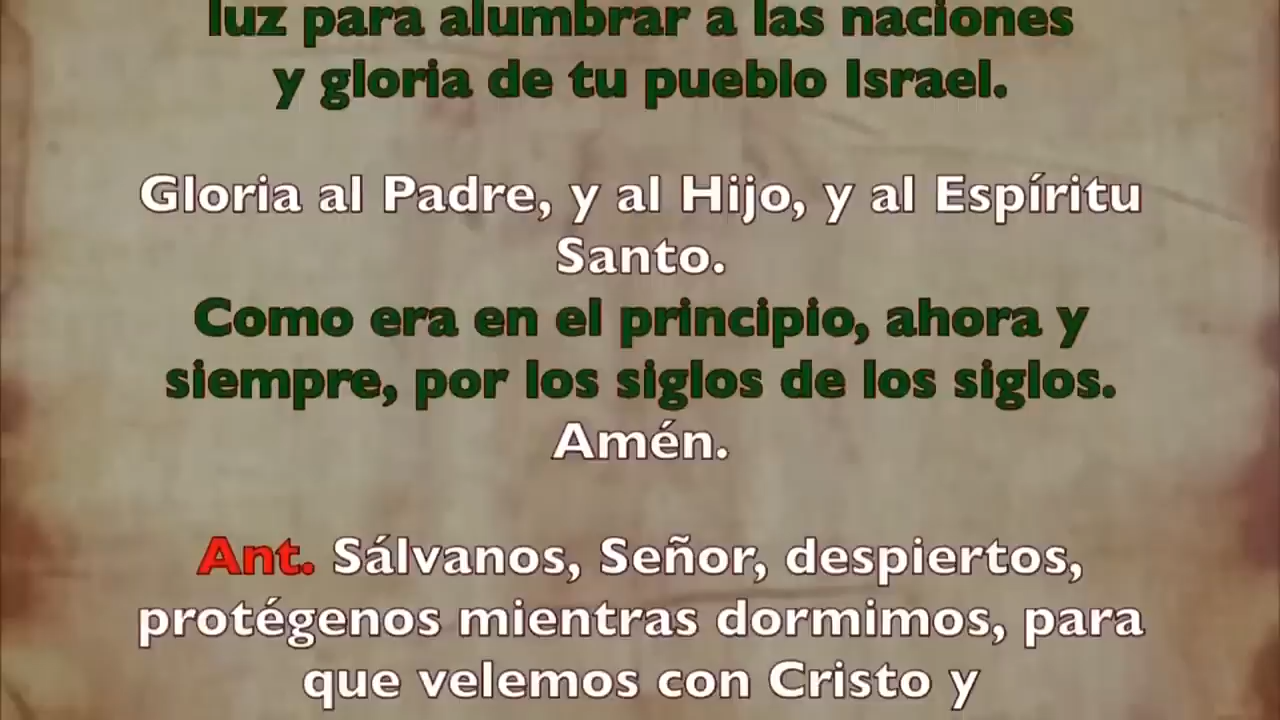 luz para alumbrar a las naciones
y gloria de tu pueblo Israel.
Gloria al Padre, y al Hijo, y al Espíritu
Santo.
Como era en el principio, ahora y
siempre, por los siglos de los siglos.
Amén.
Ant. Sálvanos, Señor, despiertos,
protégenos mientras dormimos, para
que velemos con Cristo y